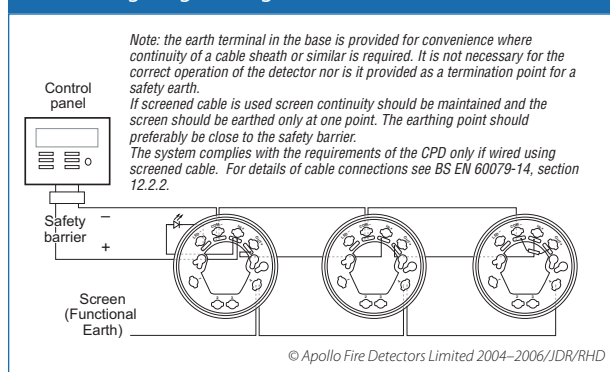 Note: the earth terminal in the base is provided for convenience where
continuity of a cable sheath or similar is required. It is not necessary for the
correct operation of the detector nor is it provided as a termination point for a
safety earth.
If screened cable is used screen continuity should be maintained and the
screen should be earthed only at one point. The earthing point should
preferably be close to the safety barrier.
The system complies with the requirements of the CPD only if wired using
screened cable. For details of cable connections see BS EN 60079-14, section
12.2.2.
Control
panel
Safety
barrier
–
+
Screen
(Functional
Earth)
© Apollo Fire Detectors Limited 2004–2006/JDR/RHD